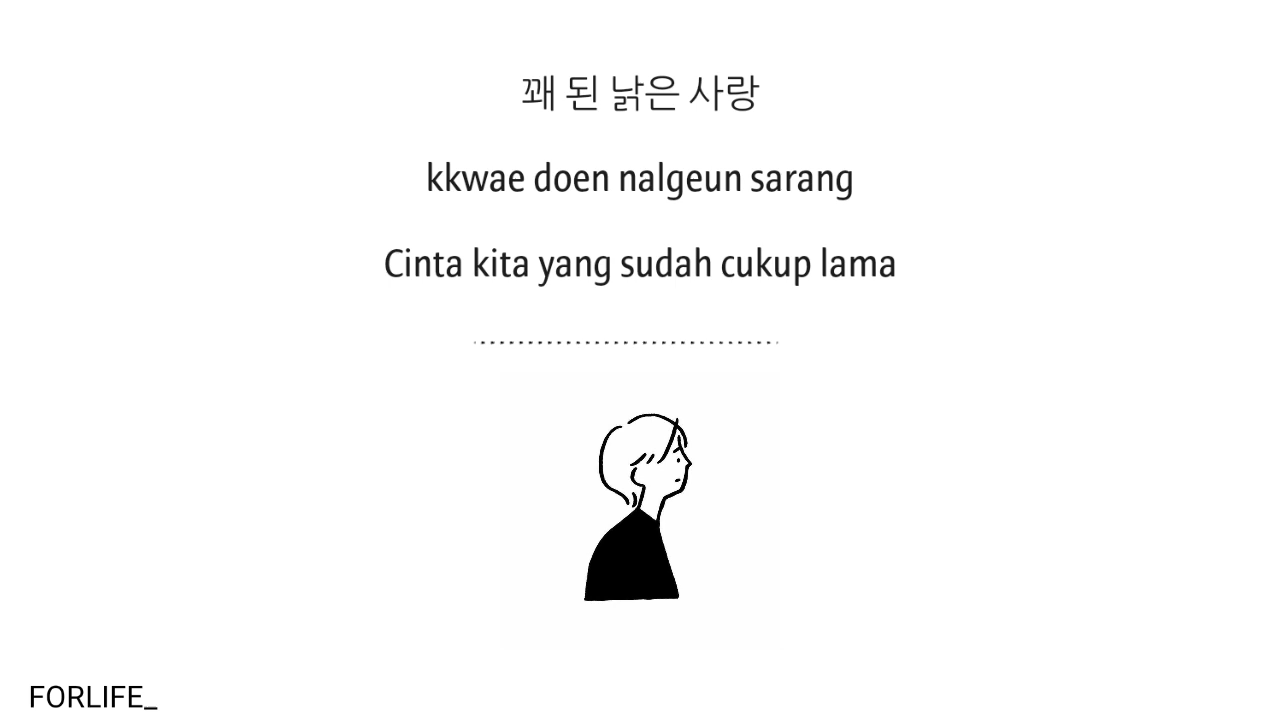 꽤 된 낡은 사랑
kkwae doen nalgeun sarang
Cinta kita yang sudah cukup lama
FORLIFE_